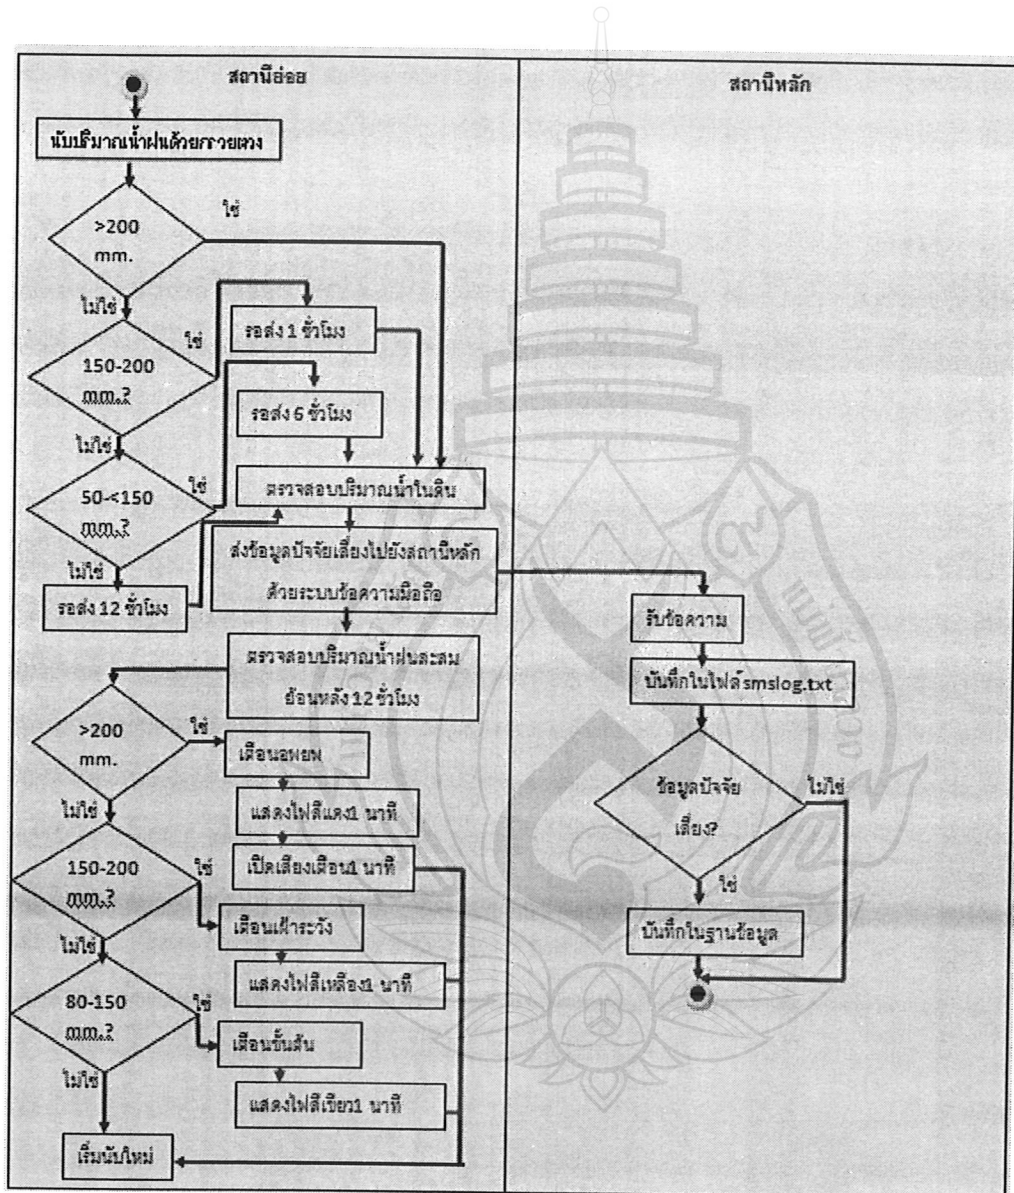 สถานีย่อย
สถานีหลัก
นับปริมาณน้ำฝนด้วยกรวยตวง
>200
mm.
ใช่
ไม่ใช่
150-200
mm.?
ใช่
รอส่ง 1 ชั่วโมง
ไม่ใช่
50-<150
mm.?
ใช่
รอส่ง 6 ชั่วโมง
ไม่ใช่
รอส่ง 12 ชั่วโมง
ตรวจสอบปริมาณน้ำในดิน
ส่งข้อมูลปัจจัยเสี่ยงไปยังสถานีหลัก
ด้วยระบบข้อความมือถือ
ตรวจสอบปริมาณน้ำฝนสะสม
ย้อนหลัง 12 ชั่วโมง
>200
mm.
ใช่
เตือนอพยพ
แสดงไฟสีแดง1 นาที
เปิดเสียงเตือน1 นาที
ไม่ใช่
150-200
mm.?
ใช่
เตือนเฝ้าระวัง
แสดงไฟสีเหลือง1 นาที
ไม่ใช่
80-150
mm.?
ใช่
เตือนขั้นต้น
แสดงไฟสีเขียว1 นาที
ไม่ใช่
เริ่มนับใหม่
รับข้อความ
บันทึกในไฟล์ smslog.txt
ข้อมูลปัจจัย
เสี่ยง?
ไม่ใช่
ใช่
บันทึกในฐานข้อมูล